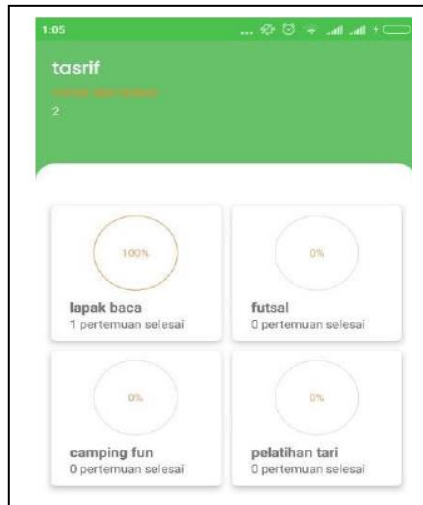 1:05
tasrif
2
100%
0%
lapak baca
futsal
1 pertemuan selesai
0 pertemuan selesai
0%
0%
camping fun
pelatihan tari
0 pertemuan selesai
0 pertemuan selesai